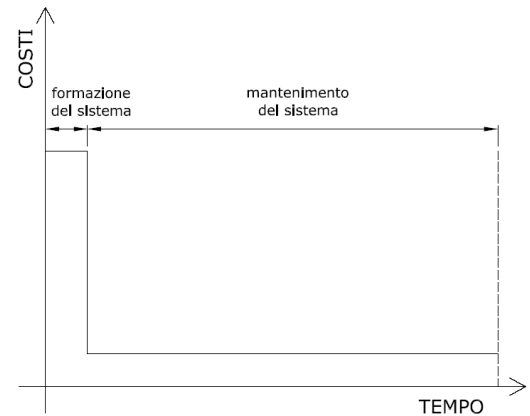 COSTI
formazione
del sistema
mantenimento
del sistema
TEMPO